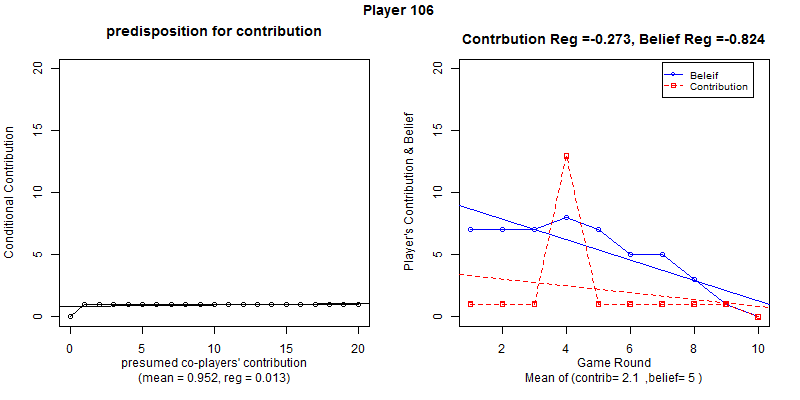 Player 106
predisposition for contribution
Conditional Contribution
20
15
10
5
0
0 5 10 15 20
presumed co-players' contribution
(mean = 0.952, reg = 0.013)
Contrbution Reg =-0.273, Belief Reg =-0.824
Player's Contribution & Belief
20
15
10
5
0
Beleif
Contribution
2 4 6 8 10
Game Round
Mean of (contrib= 2.1 ,belief= 5 )